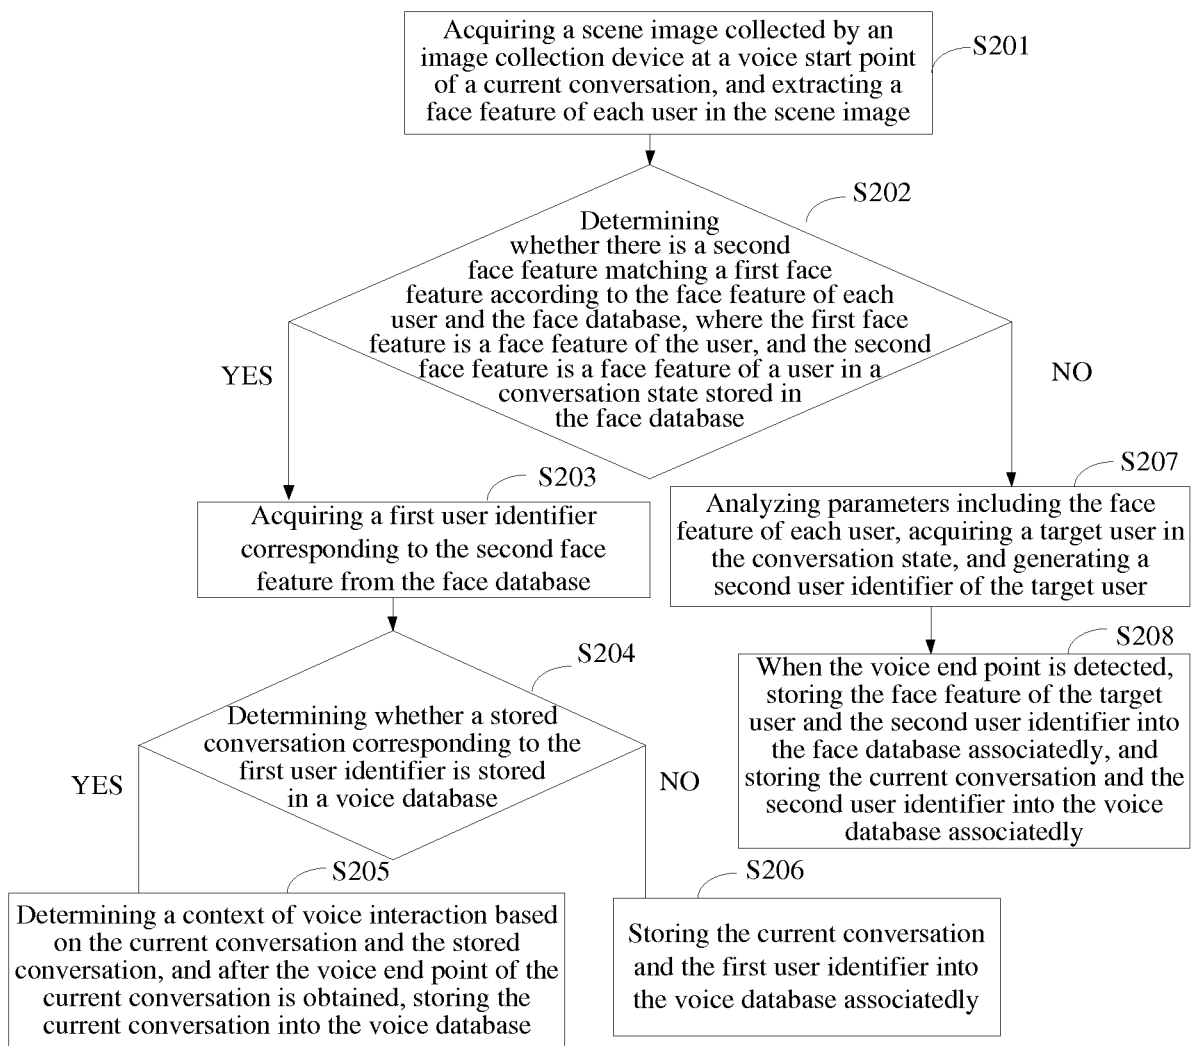 Acquiring a scene image collected by an
image collection device at a voice start point
of a current conversation, and extracting a
face feature of each user in the scene image
S201
S202
Determining
whether there is a second
face feature matching a first face
feature according to the face feature of each
user and the face database, where the first face
feature is a face feature of the user, and the second
face feature is a face feature of a user in a
conversation state stored in
the face database
YES
NO
S203
Acquiring a first user identifier
corresponding to the second face
feature from the face database
S207
Analyzing parameters including the face
feature of each user, acquiring a target user in
the conversation state, and generating a
second user identifier of the target user
S204
Determining whether a stored
conversation corresponding to the
first user identifier is stored
in a voice database
YES
NO
S208
When the voice end point is detected,
storing the face feature of the target
user and the second user identifier into
the face database associatedly, and
storing the current conversation and the
second user identifier into the voice
database associatedly
S205
Determining a context of voice interaction based
on the current conversation and the stored
conversation, and after the voice end point of the
current conversation is obtained, storing the
current conversation into the voice database
S206
Storing the current conversation
and the first user identifier into
the voice database associatedly